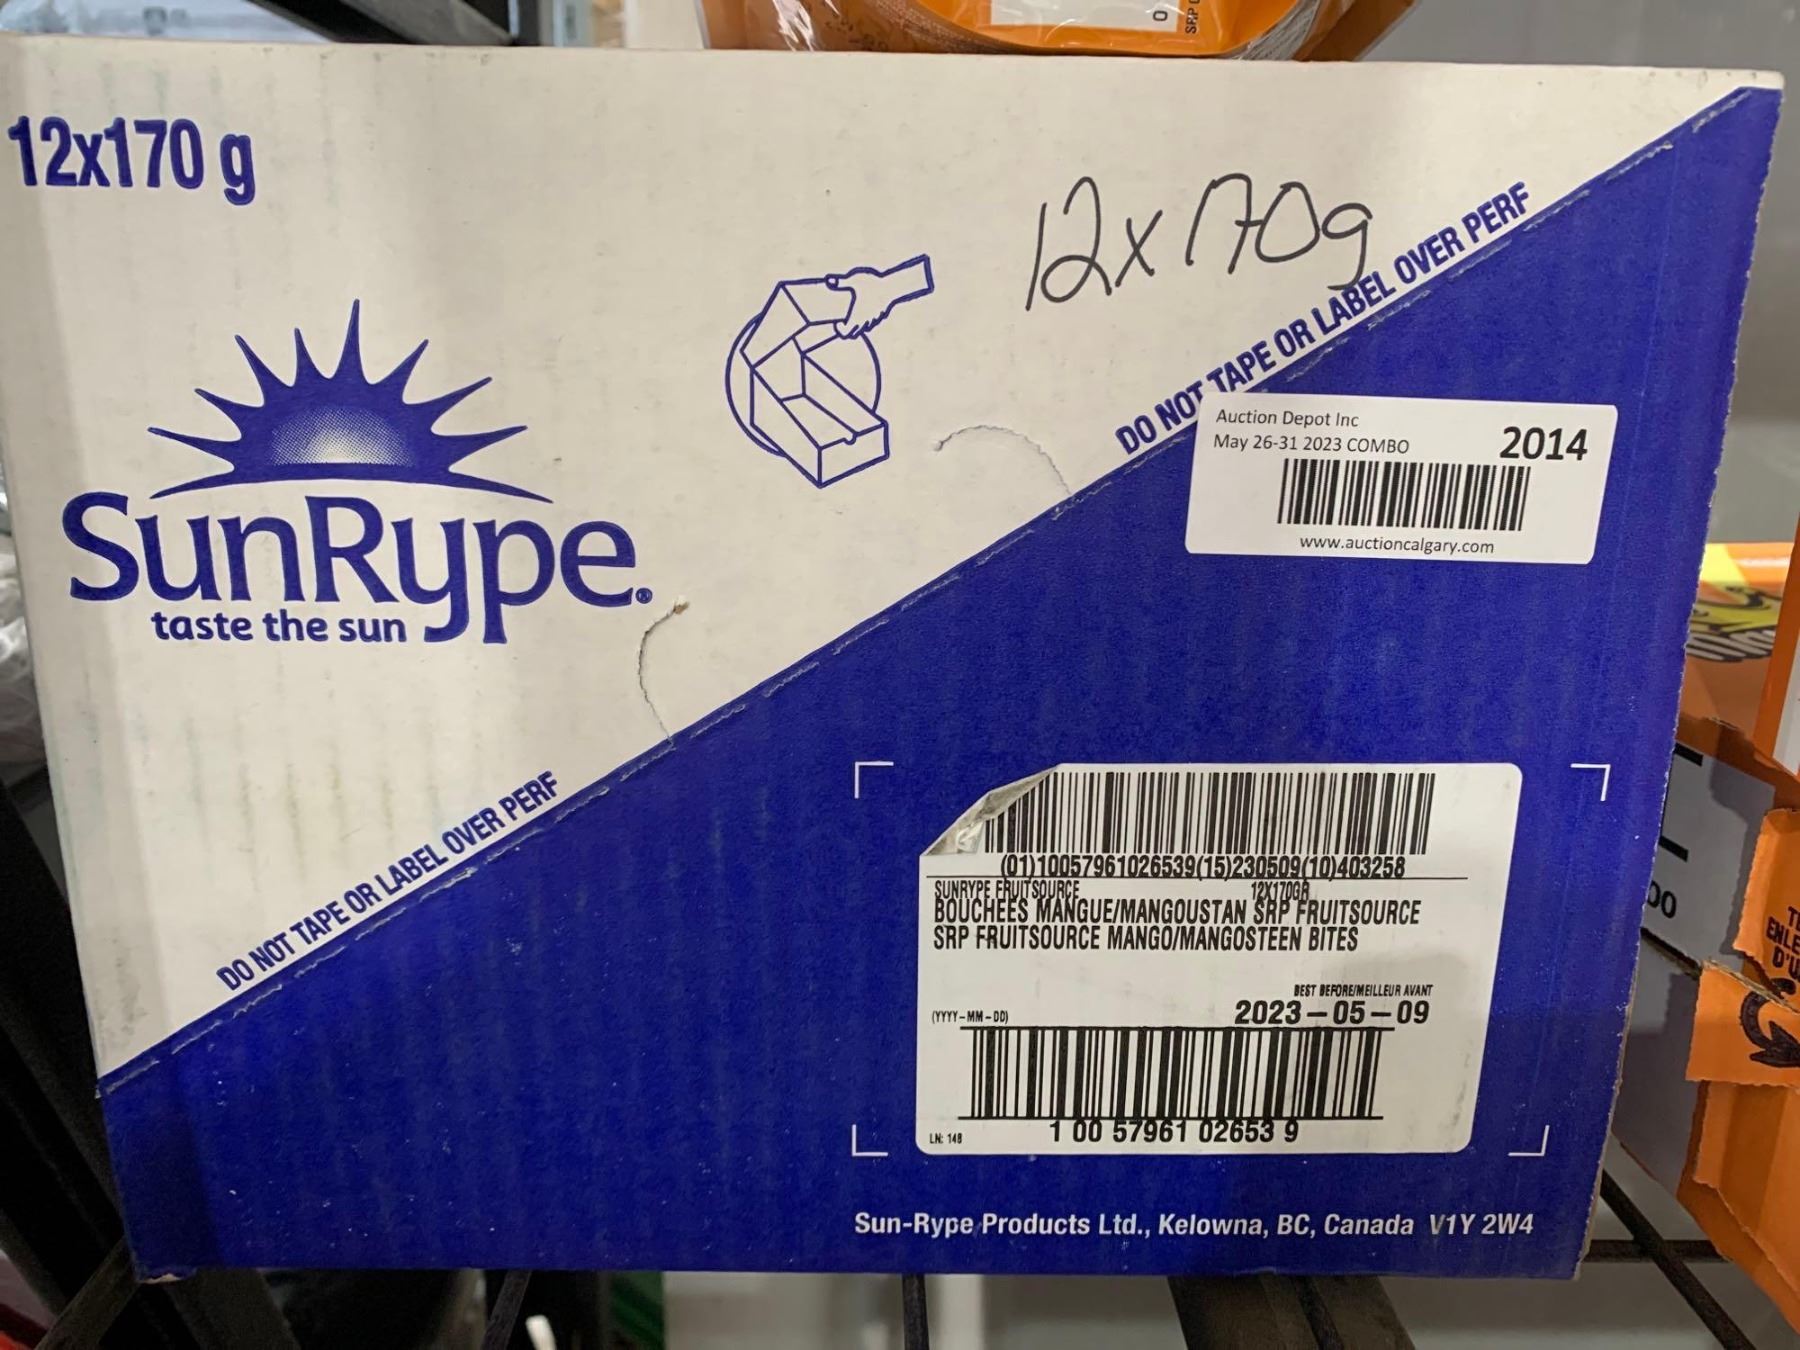 SRP
0
12x170 g
12x170g
SunRype®
taste the sun
DO NOT TAPE OR LABEL OVER PERF
Auction Depot Inc
May 26-31 2023 COMBO
2014
www.auctioncalgary.com
DO NOT TAPE OR LABEL OVER PERF
(01)10057961026539(15)230509(10)403258
SUNRYPE FRUITSOURCE 12X170GR
BOUCHEES MANGUE/MANGOUSTAN SRP FRUITSOURCE
SRP FRUITSOURCE MANGO/MANGOSTEEN BITES
BEST BEFORE/MEILLEUR AVANT
(YYYY-MM-DD) 2023-05-09
LN: 148
1 00 57961 02653 9
Sun-Rype Products Ltd., Kelowna, BC, Canada V1Y 2W4